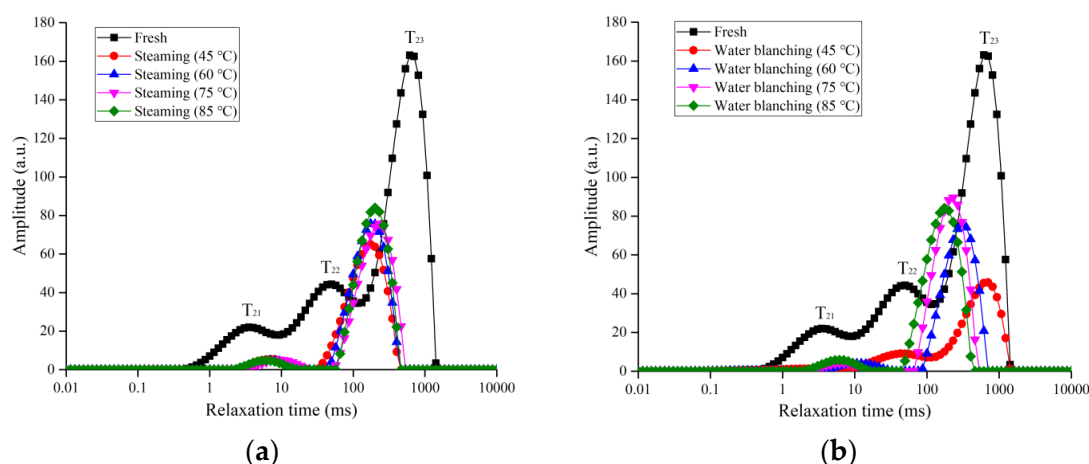 180
160
140
120
100
80
60
40
20
0
Amplitude (a.u.)
Fresh
Steaming (45 ℃)
Steaming (60 ℃)
Steaming (75 ℃)
Steaming (85 ℃)
T23
T22
T21
0.01 0.1 1 10 100 1000 10000
Relaxation time (ms)
(a)
180
160
140
120
100
80
60
40
20
0
Amplitude (a.u.)
Fresh
Water blanching (45 ℃)
Water blanching (60 ℃)
Water blanching (75 ℃)
Water blanching (85 ℃)
T23
T22
T21
0.01 0.1 1 10 100 1000 10000
Relaxation time (ms)
(b)